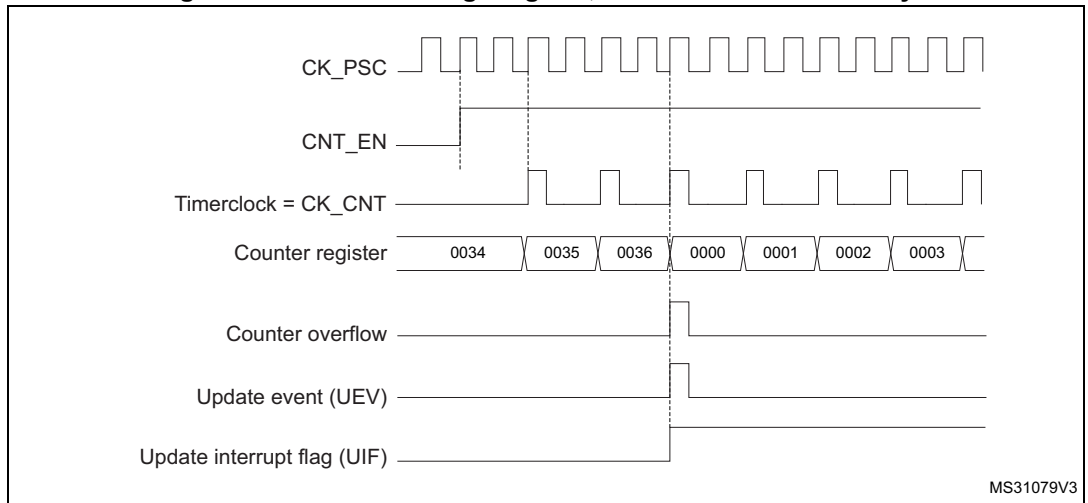 CK_PSC
CNT_EN
Timerclock = CK_CNT
Counter register 0034 0035 0036 0000 0001 0002 0003
Counter overflow
Update event (UEV)
Update interrupt flag (UIF)
MS31079V3